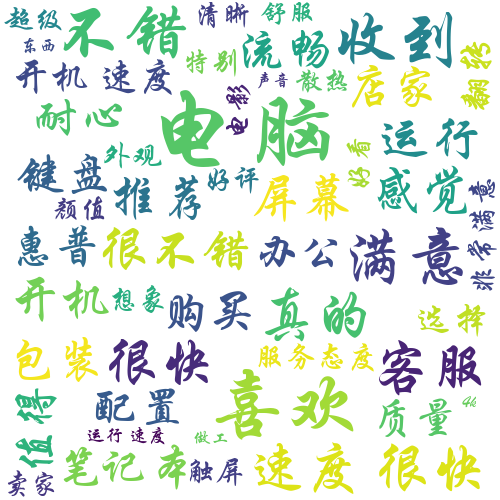 超级
不错
清晰
舒服
收到
东西
流畅
翻转
开机 速度
特别
声音
散热
店家
电影
耐心
电脑
运行
外观
好看
键盘
推荐
好评
屏幕
感觉
颜值
非常满意
惠普
很不错
办公
满意
开机
想象
购买
真的
选择
包装
很快
服务态度
客服
值得
配置
喜欢
质量
4k
运行 速度
做工
卖家
笔记本
触屏
速度
很快